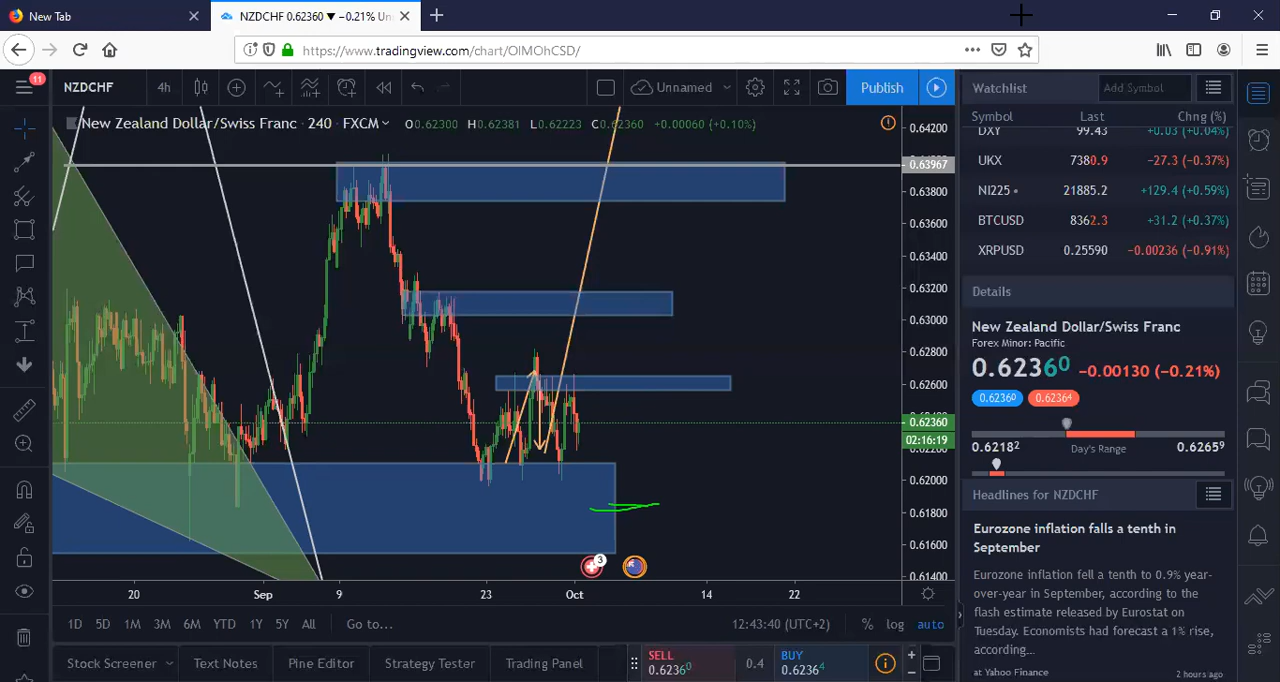 New Tab
NZDCHF 0.62360 ▼ −0.21% Un
https://www.tradingview.com/chart/OIMOhCSD/
11
NZDCHF
4h
Unnamed
Publish
New Zealand Dollar/Swiss Franc · 240 · FXCM
O0.62300 H0.62381 L0.62223 C0.62360 +0.00060 (+0.10%)
0.64200
0.63967
0.63800
0.63600
0.63400
0.63200
0.63000
0.62800
0.62600
0.62360
02:16:19
0.62000
0.61800
0.61600
0.61400
3
20
Sep
9
23
Oct
14
22
1D 5D 1M 3M 6M YTD 1Y 5Y All Go to...
12:43:40 (UTC+2) % log auto
Stock Screener
Text Notes
Pine Editor
Strategy Tester
Trading Panel
SELL
0.62360
0.4
BUY
0.62364
Watchlist
Add Symbol
Symbol Last Chg (%)
DXY 99.43 +0.03 (+0.04%)
UKX 7380.9 −27.3 (−0.37%)
NI225 21885.2 +129.4 (+0.59%)
BTCUSD 8362.3 +31.2 (+0.37%)
XRPUSD 0.25590 −0.00236 (−0.91%)
Details
New Zealand Dollar/Swiss Franc
Forex Minor: Pacific
0.62360 −0.00130 (−0.21%)
0.62360 0.62364
0.62182 Day's Range 0.62659
Headlines for NZDCHF
Eurozone inflation falls a tenth in
September
Eurozone inflation fell a tenth to 0.9% year-
over-year in September, according to the
flash estimate released by Eurostat on
Tuesday. Economists had forecast a 1% rise,
according...
at Yahoo Finance
2 hours ago